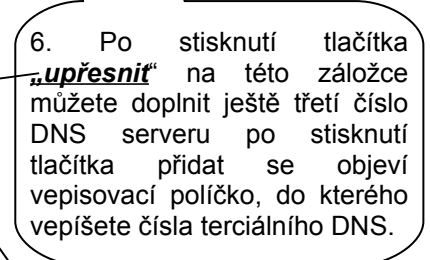 6. Po stisknutí tlačítka
„upřesnit“ na této záložce
můžete doplnit ještě třetí číslo
DNS serveru po stisknutí
tlačítka přidat se objeví
vepisovací políčko, do kterého
vepíšete čísla terciálního DNS.